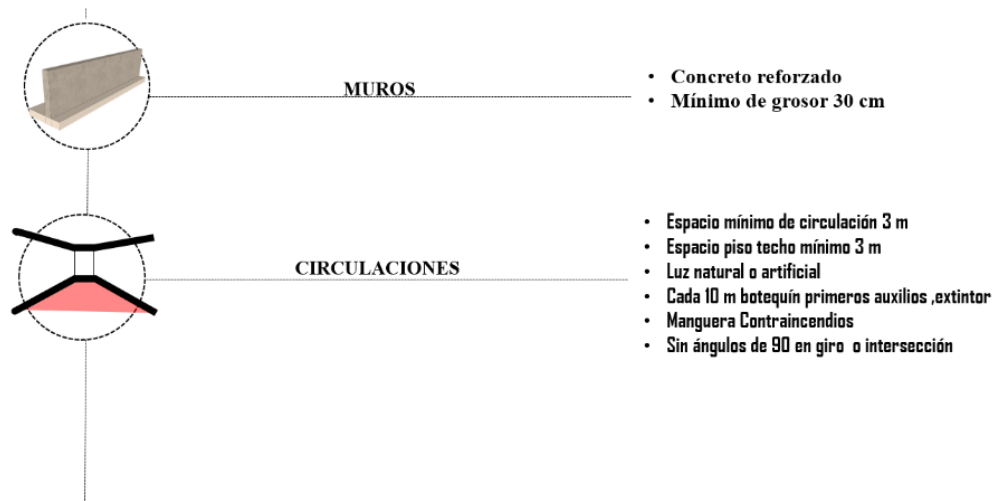 MUROS
• Concreto reforzado
• Mínimo de grosor 30 cm
CIRCULACIONES
• Espacio mínimo de circulación 3 m
• Espacio piso techo mínimo 3 m
• Luz natural o artificial
• Cada 10 m botequín primeros auxilios ,extintor
• Manguera Contraincendios
• Sin ángulos de 90 en giro o intersección